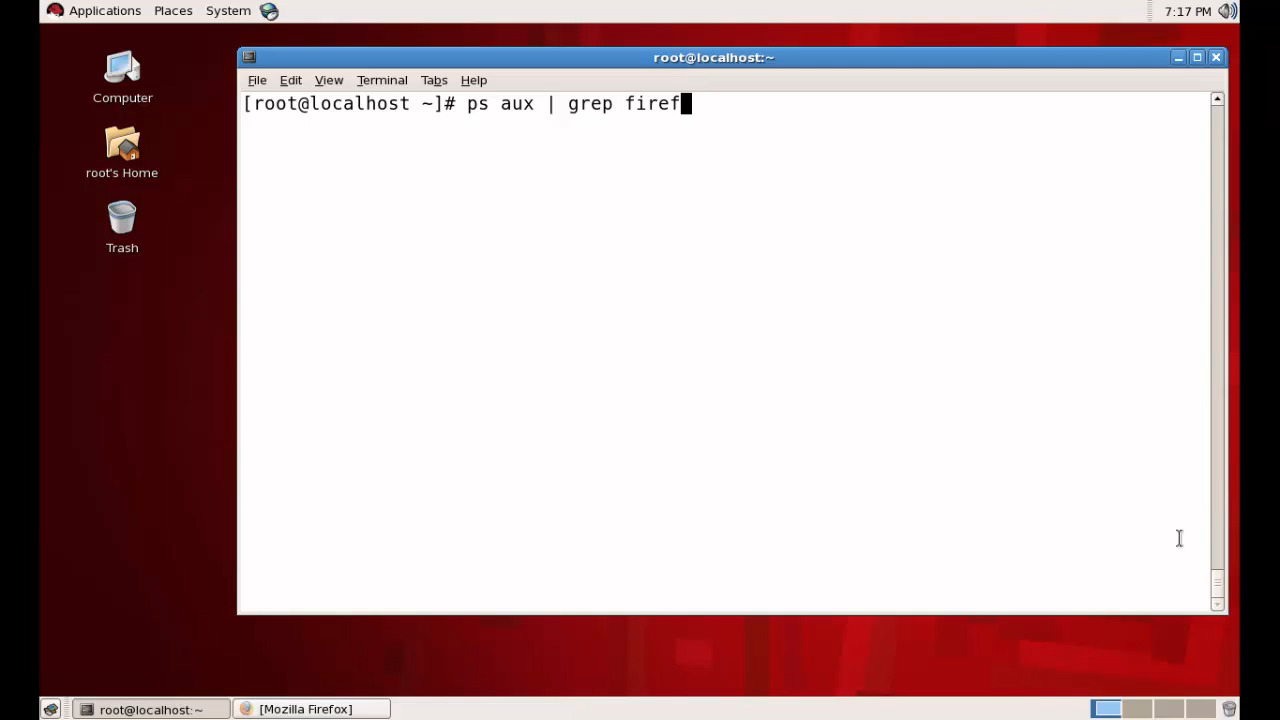 Applications Places System 7:17 PM
root@localhost:~
File Edit View Terminal Tabs Help
[root@localhost ~]# ps aux | grep firef
Computer
root's Home
Trash
root@localhost:~ [Mozilla Firefox]